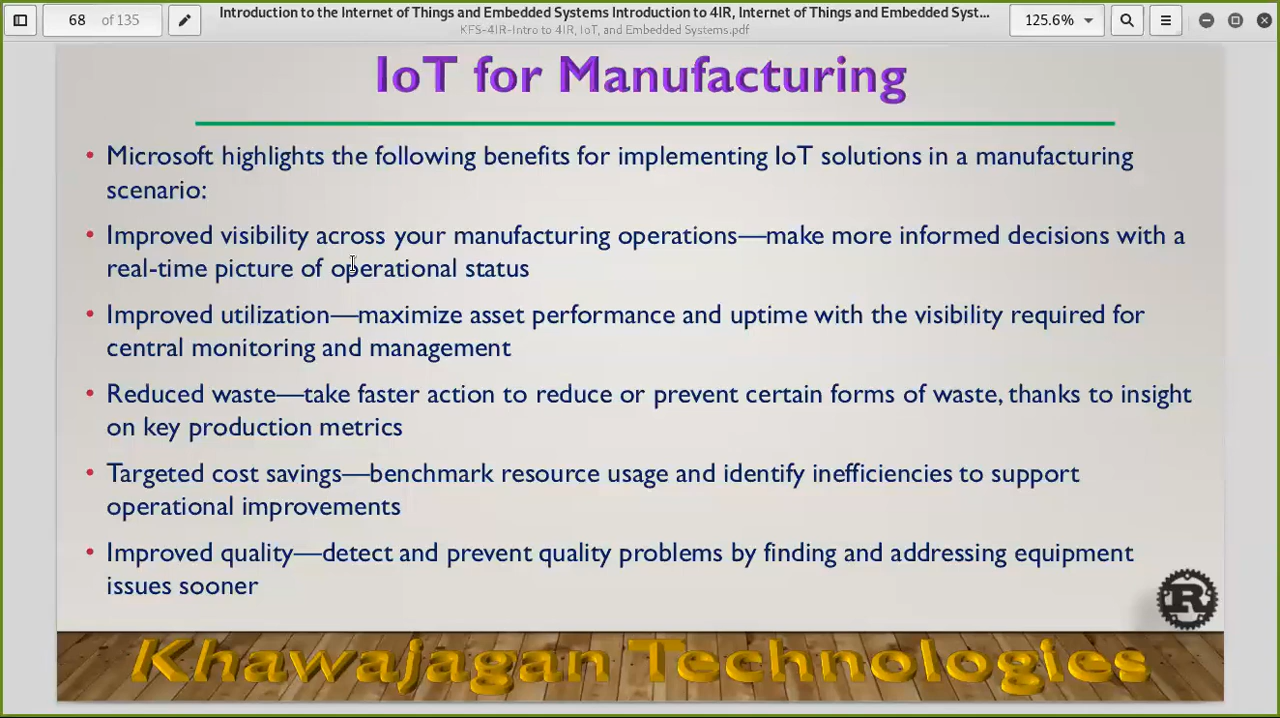 68 of 135
Introduction to the Internet of Things and Embedded Systems Introduction to 4IR, Internet of Things and Embedded Syst...
KFS-4IR-Intro to 4IR, IoT, and Embedded Systems.pdf
125.6%
IoT for Manufacturing
• Microsoft highlights the following benefits for implementing IoT solutions in a manufacturing
scenario:
• Improved visibility across your manufacturing operations—make more informed decisions with a
real-time picture of operational status
• Improved utilization—maximize asset performance and uptime with the visibility required for
central monitoring and management
• Reduced waste—take faster action to reduce or prevent certain forms of waste, thanks to insight
on key production metrics
• Targeted cost savings—benchmark resource usage and identify inefficiencies to support
operational improvements
• Improved quality—detect and prevent quality problems by finding and addressing equipment
issues sooner
R
Khawajagan Technologies